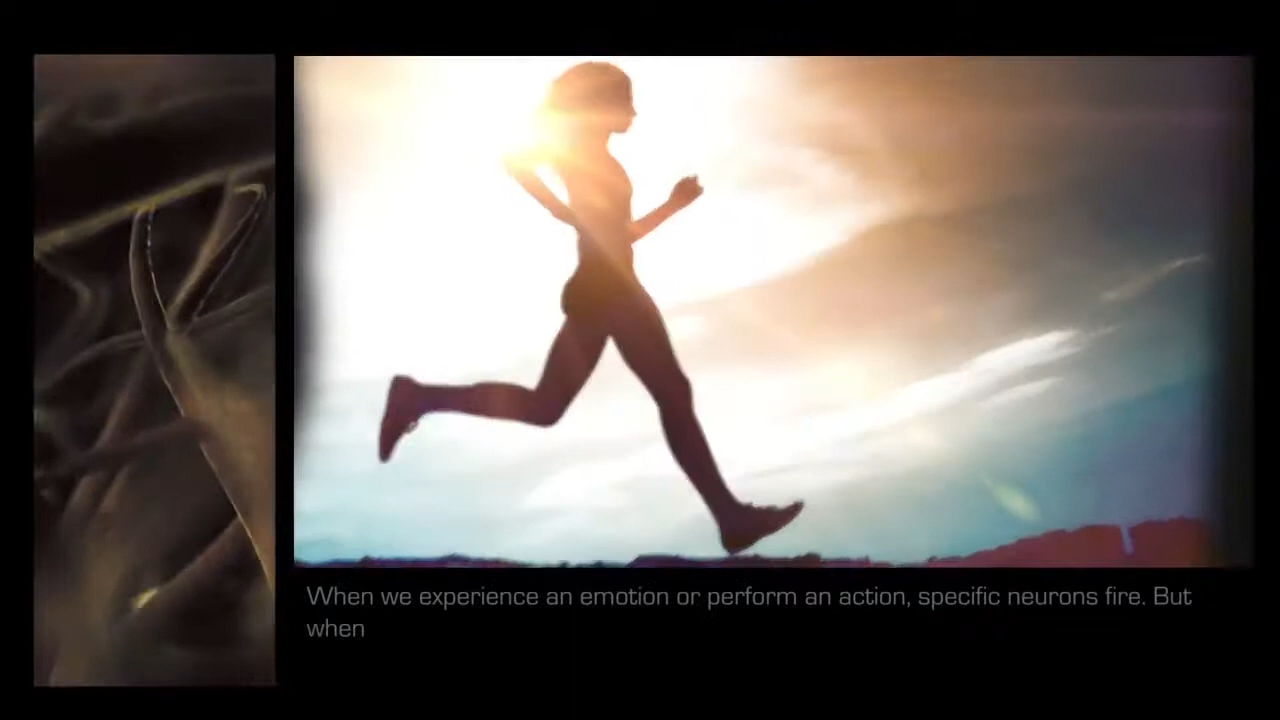 When we experience an emotion or perform an action, specific neurons fire. But
when